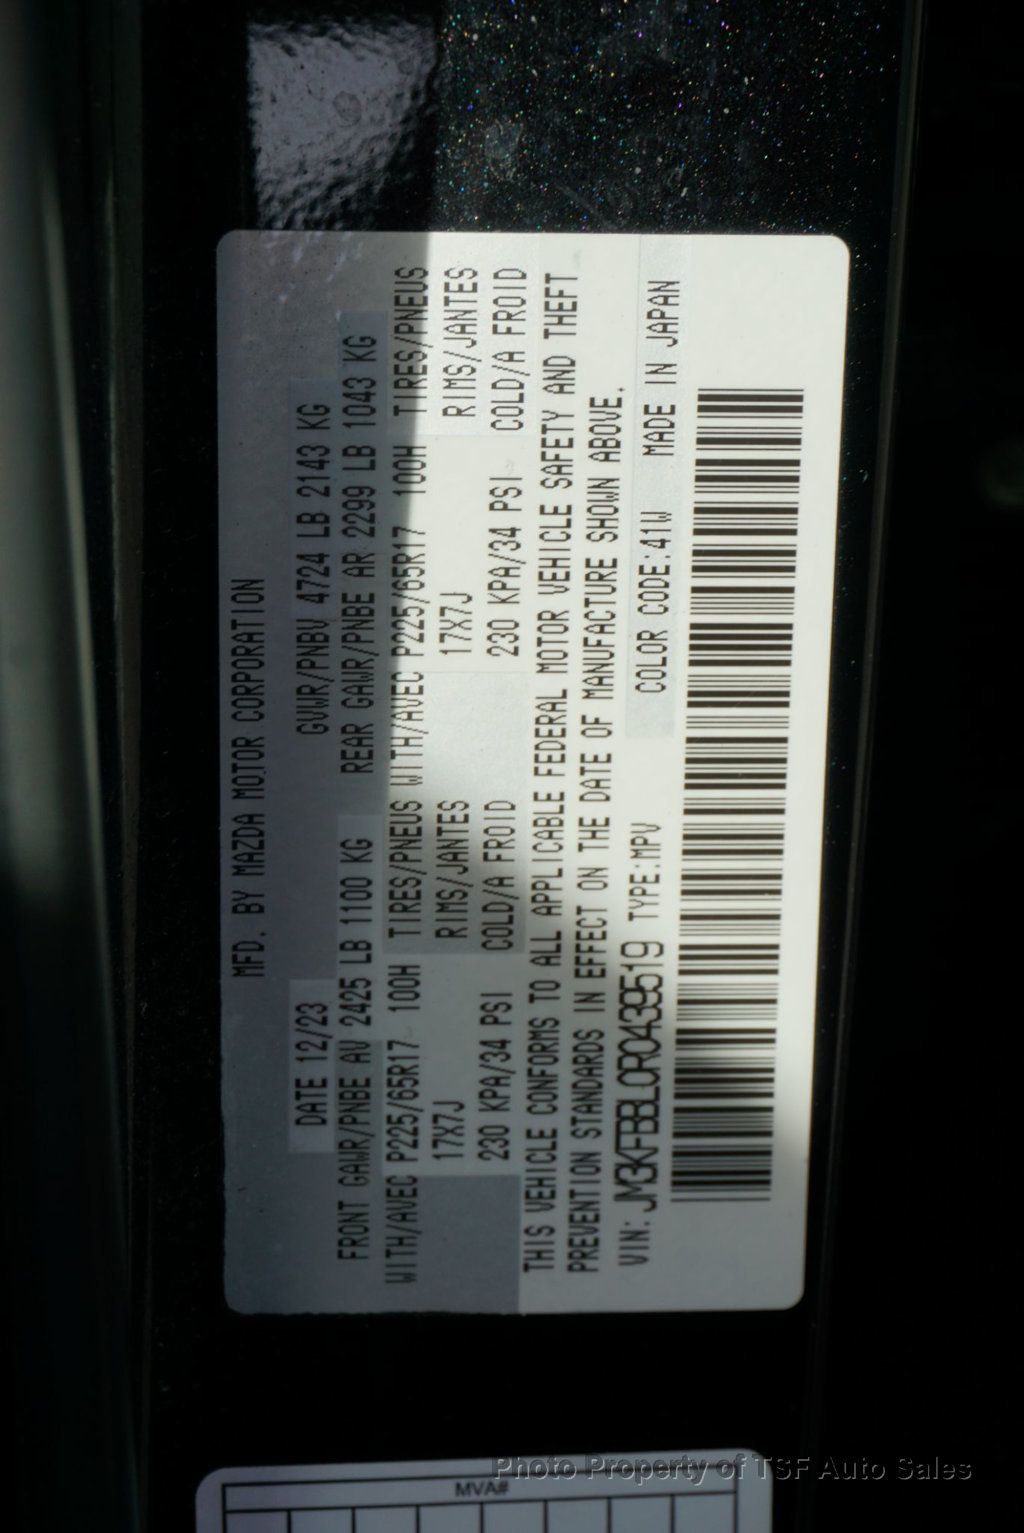 MFD. BY MAZDA MOTOR CORPORATION
DATE 12/23 GVWR/PNBV 4724 LB 2143 KG
FRONT GAWR/PNBE AV 2425 LB 1100 KG REAR GAWR/PNBE AR 2299 LB 1043 KG
WITH/AVEC P225/65R17 100H TIRES/PNEUS WITH/AVEC P225/65R17 100H TIRES/PNEUS
17X7J RIMS/JANTES 17X7J RIMS/JANTES
230 KPA/34 PSI COLD/A FROID 230 KPA/34 PSI COLD/A FROID
THIS VEHICLE CONFORMS TO ALL APPLICABLE FEDERAL MOTOR VEHICLE SAFETY AND THEFT
PREVENTION STANDARDS IN EFFECT ON THE DATE OF MANUFACTURE SHOWN ABOVE.
VIN: JM3KFBBL0R0439519 TYPE:MPV COLOR CODE:41W MADE IN JAPAN
MVA#
Photo Property of TSF Auto Sales